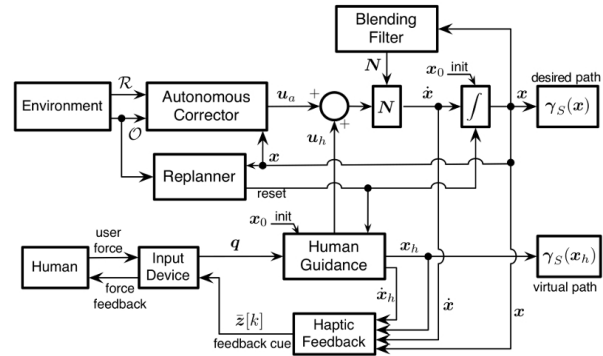 Blending
Filter
N
x₀ init
ẋ
x
desired path
γ_S(x)
Environment
R
O
Autonomous
Corrector
u_a
+
+
N
∫
u_h
x
Replanner
reset
x₀ init
Human
user
force
force
feedback
Input
Device
q
Human
Guidance
x_h
γ_S(x_h)
virtual path
ẋ_h
z̄[k]
feedback cue
Haptic
Feedback
ẋ
x